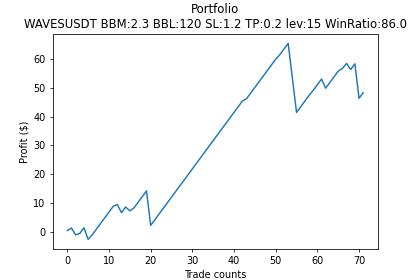 Portfolio
WAVESUSDT BBM:2.3 BBL:120 SL:1.2 TP:0.2 lev:15 WinRatio:86.0
60
50
40
30
20
10
0
Profit ($)
0 10 20 30 40 50 60 70
Trade counts